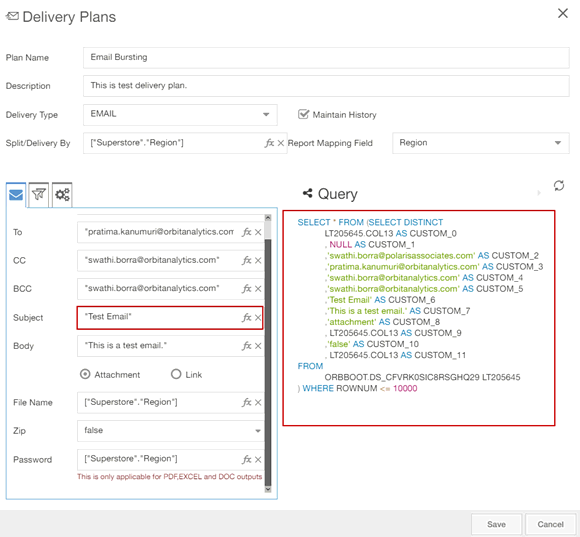 Delivery Plans
Plan Name Email Bursting
Description This is test delivery plan.
Delivery Type EMAIL Maintain History
Split/Delivery By ["Superstore"."Region"] fx Report Mapping Field Region
To "pratima.kanumuri@orbitanalytics.com fx
CC "swathi.borra@orbitanalytics.com" fx
BCC "swathi.borra@orbitanalytics.com" fx
Subject "Test Email" fx
Body "This is a test email." fx
Attachment Link
File Name ["Superstore"."Region"] fx
Zip false
Password ["Superstore"."Region"] fx
This is only applicable for PDF,EXCEL and DOC outputs
Query
SELECT * FROM (SELECT DISTINCT
LT205645.COL13 AS CUSTOM_0
, NULL AS CUSTOM_1
,'swathi.borra@polarisassociates.com' AS CUSTOM_2
,'pratima.kanumuri@orbitanalytics.com' AS CUSTOM_3
,'swathi.borra@orbitanalytics.com' AS CUSTOM_4
,'swathi.borra@orbitanalytics.com' AS CUSTOM_5
,'Test Email' AS CUSTOM_6
,'This is a test email.' AS CUSTOM_7
,'attachment' AS CUSTOM_8
, LT205645.COL13 AS CUSTOM_9
,'false' AS CUSTOM_10
, LT205645.COL13 AS CUSTOM_11
FROM
ORBBOOT.DS_CFVRK0SIC8RSGHQ29 LT205645
) WHERE ROWNUM <= 10000
Save Cancel